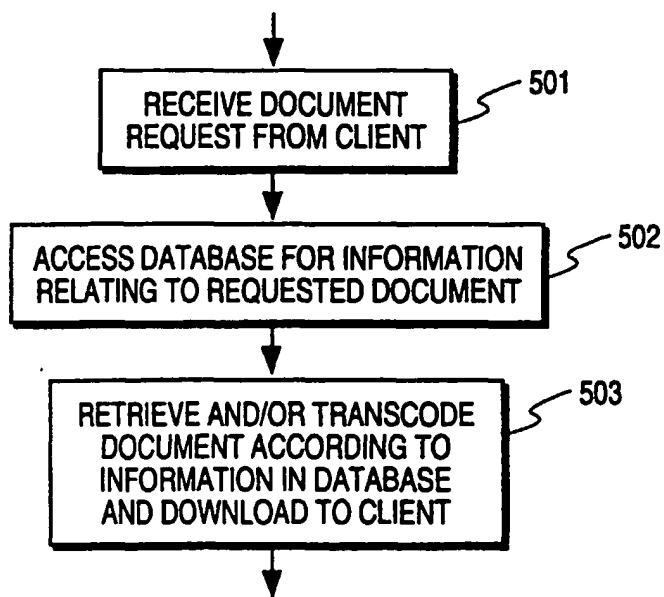 RECEIVE DOCUMENT
REQUEST FROM CLIENT
501
ACCESS DATABASE FOR INFORMATION
RELATING TO REQUESTED DOCUMENT
502
RETRIEVE AND/OR TRANSCODE
DOCUMENT ACCORDING TO
INFORMATION IN DATABASE
AND DOWNLOAD TO CLIENT
503